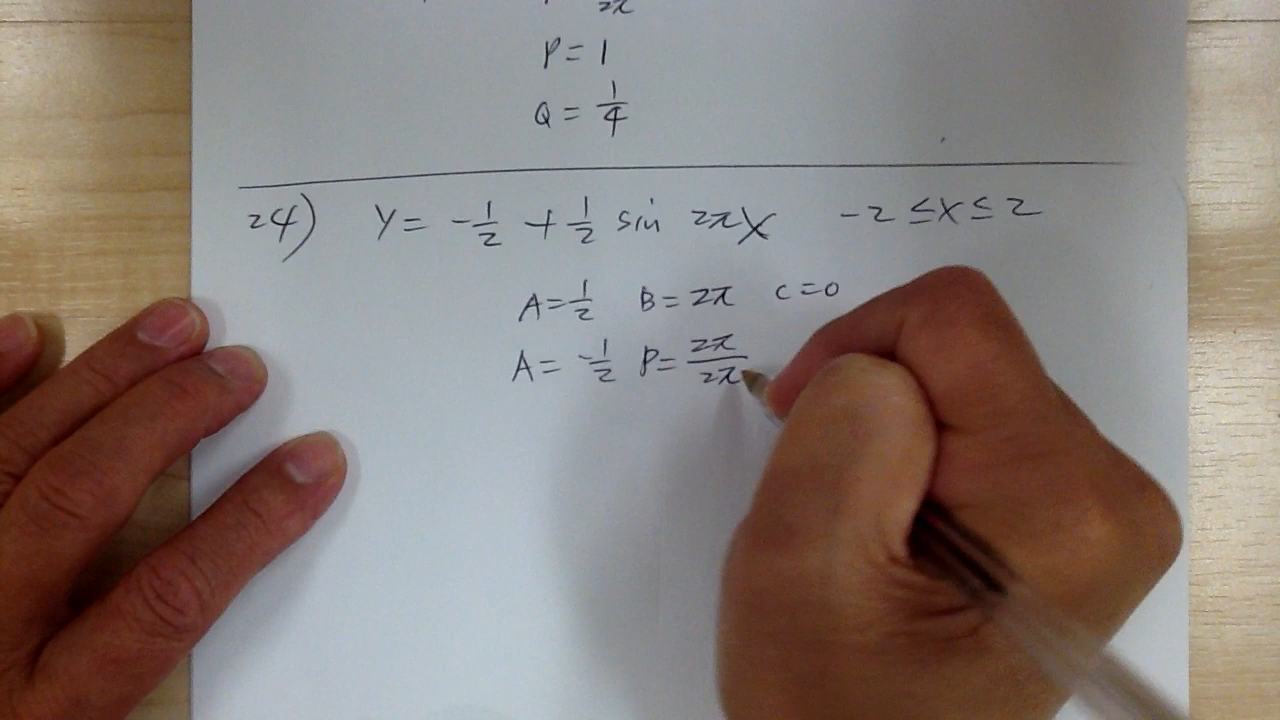 2π
P = 1
Q = 1/4
24) Y = -1/2 + 1/2 sin 2πX -2 ≤ X ≤ 2
A = 1/2 B = 2π C = 0
A = -1/2 P = 2π/2π